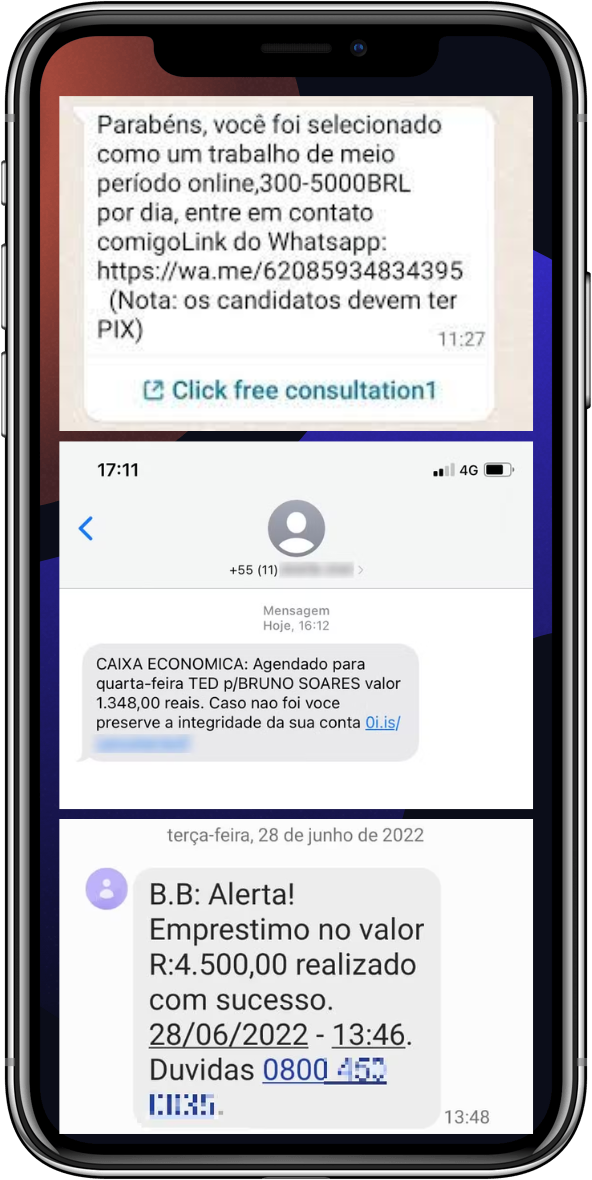 Parabéns, você foi selecionado
como um trabalho de meio
período online,300-5000BRL
por dia, entre em contato
comigoLink do Whatsapp:
https://wa.me/62085934834395
(Nota: os candidatos devem ter
PIX)
11:27
Click free consultation1
17:11
4G
+55 (11)
Mensagem
Hoje, 16:12
CAIXA ECONOMICA: Agendado para
quarta-feira TED p/BRUNO SOARES valor
1.348,00 reais. Caso nao foi voce
preserve a integridade da sua conta 0i.is/
terça-feira, 28 de junho de 2022
B.B: Alerta!
Emprestimo no valor
R:4.500,00 realizado
com sucesso.
28/06/2022 - 13:46.
Duvidas 0800
13:48